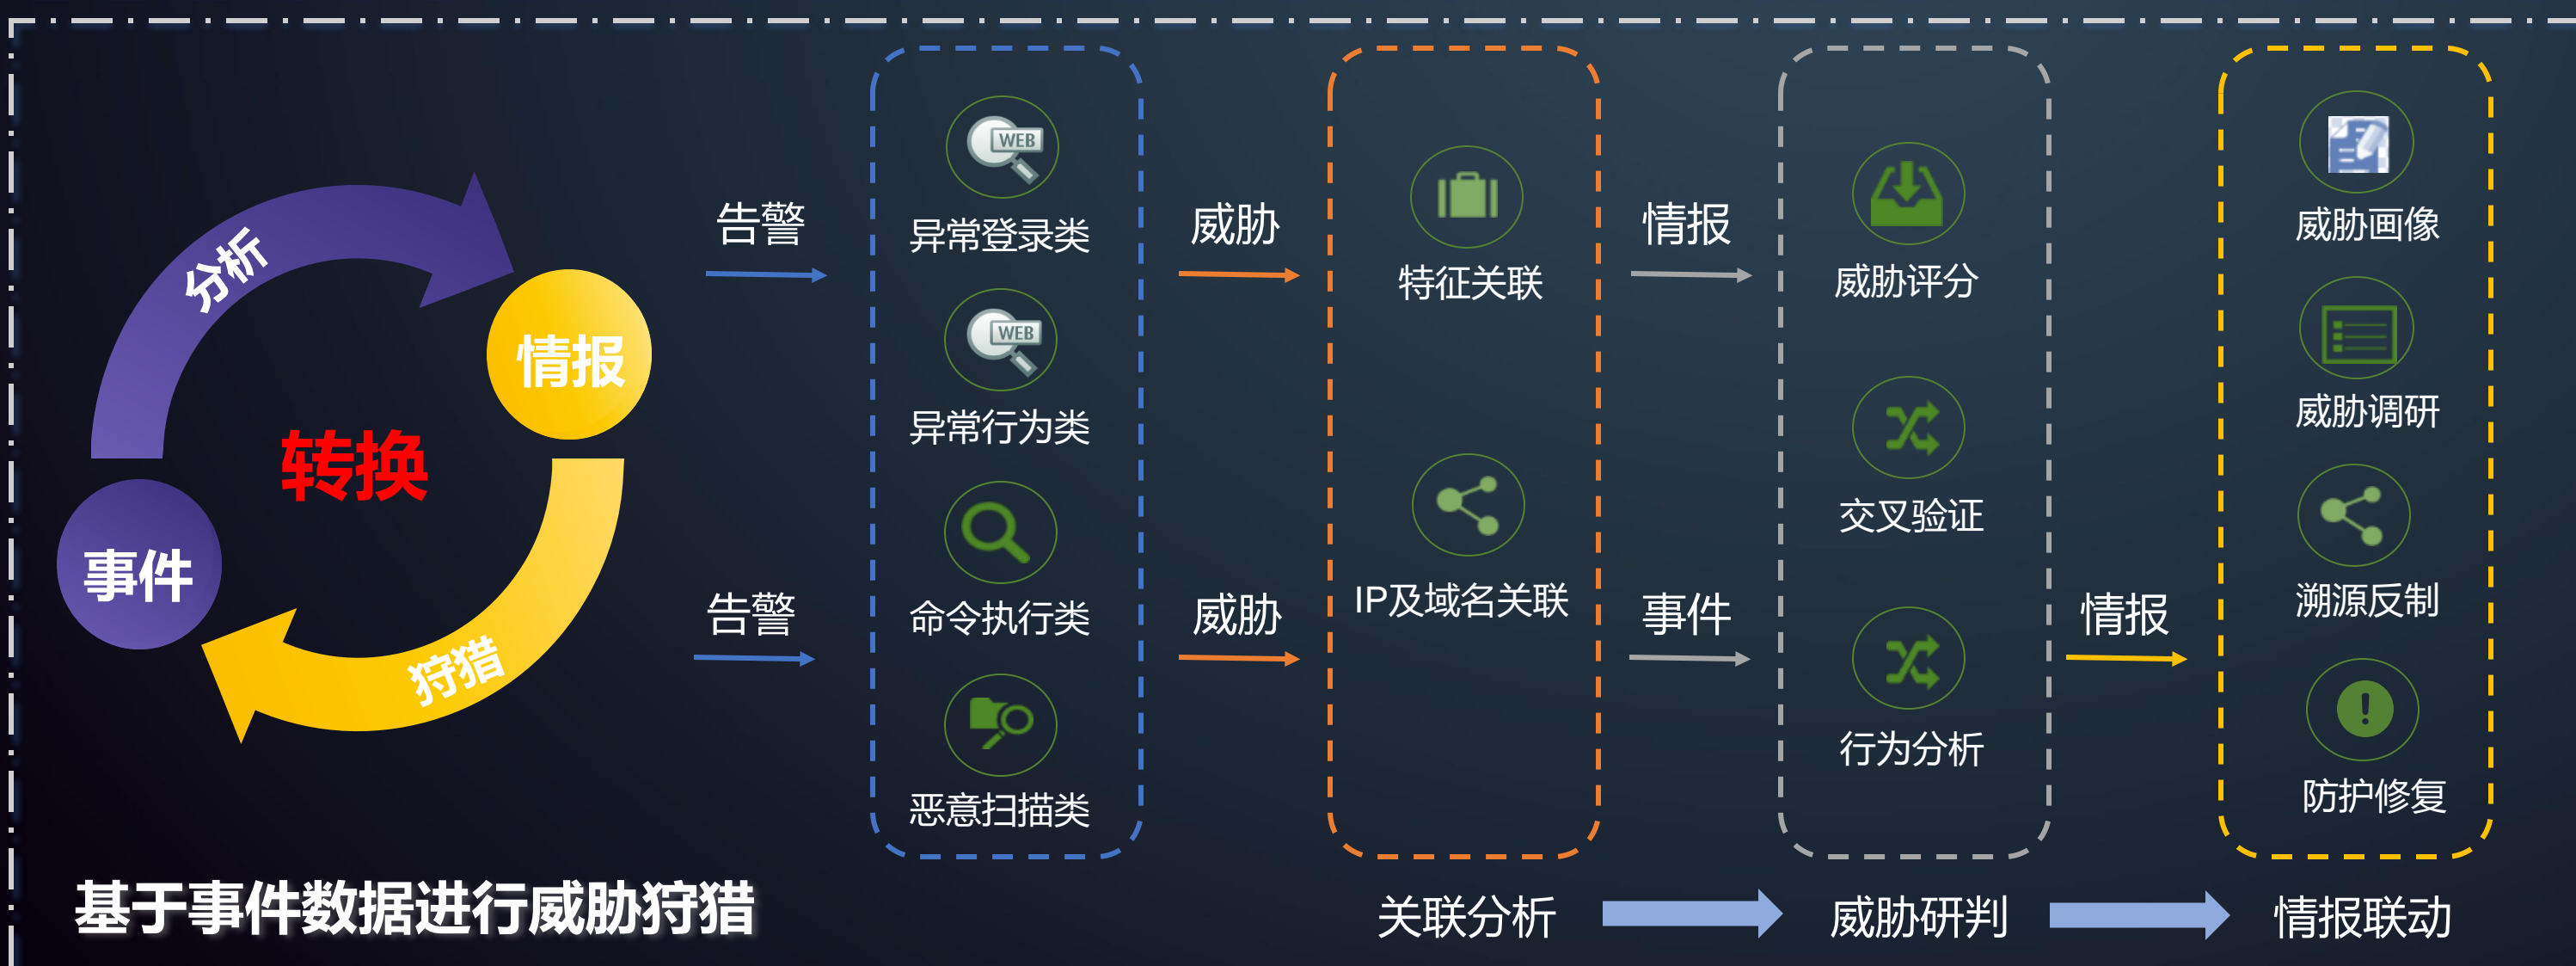 分析
情报
转换
事件
狩猎
基于事件数据进行威胁狩猎
告警
告警
WEB
异常登录类
WEB
异常行为类
命令执行类
恶意扫描类
威胁
威胁
特征关联
IP及域名关联
关联分析
情报
事件
威胁评分
交叉验证
行为分析
威胁研判
情报
威胁画像
威胁调研
溯源反制
防护修复
情报联动